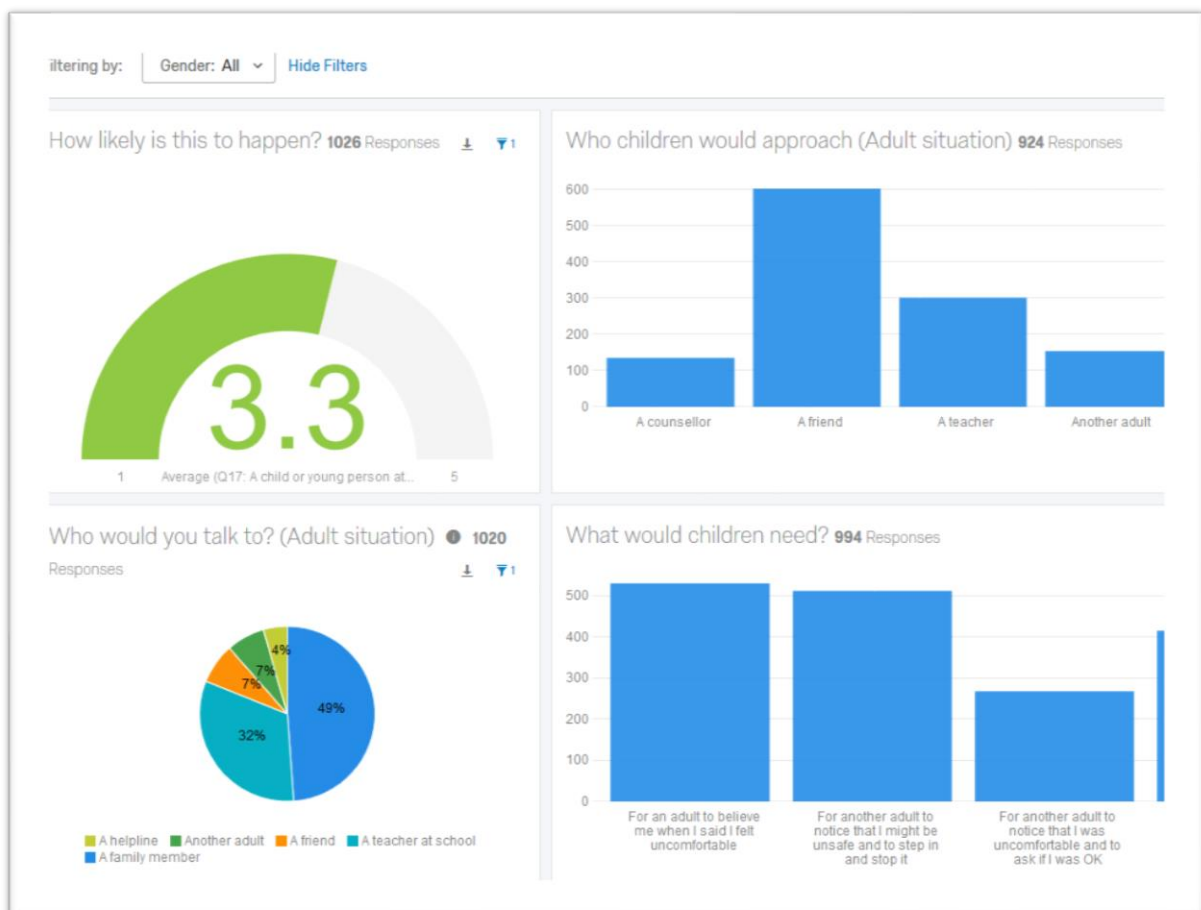 iltering by: Gender: All Hide Filters
How likely is this to happen? 1026 Responses 1
3.3
1 Average (Q17: A child or young person at... 5
Who children would approach (Adult situation) 924 Responses
600
500
400
300
200
100
0
A counsellor A friend A teacher Another adult
Who would you talk to? (Adult situation) 1020
Responses 1
4%
7%
7%
49%
32%
A helpline Another adult A friend A teacher at school
A family member
What would children need? 994 Responses
500
400
300
200
100
0
For an adult to believe
me when I said I felt
uncomfortable
For another adult to
notice that I might be
unsafe and to step in
and stop it
For another adult to
notice that I was
uncomfortable and to
ask if I was OK